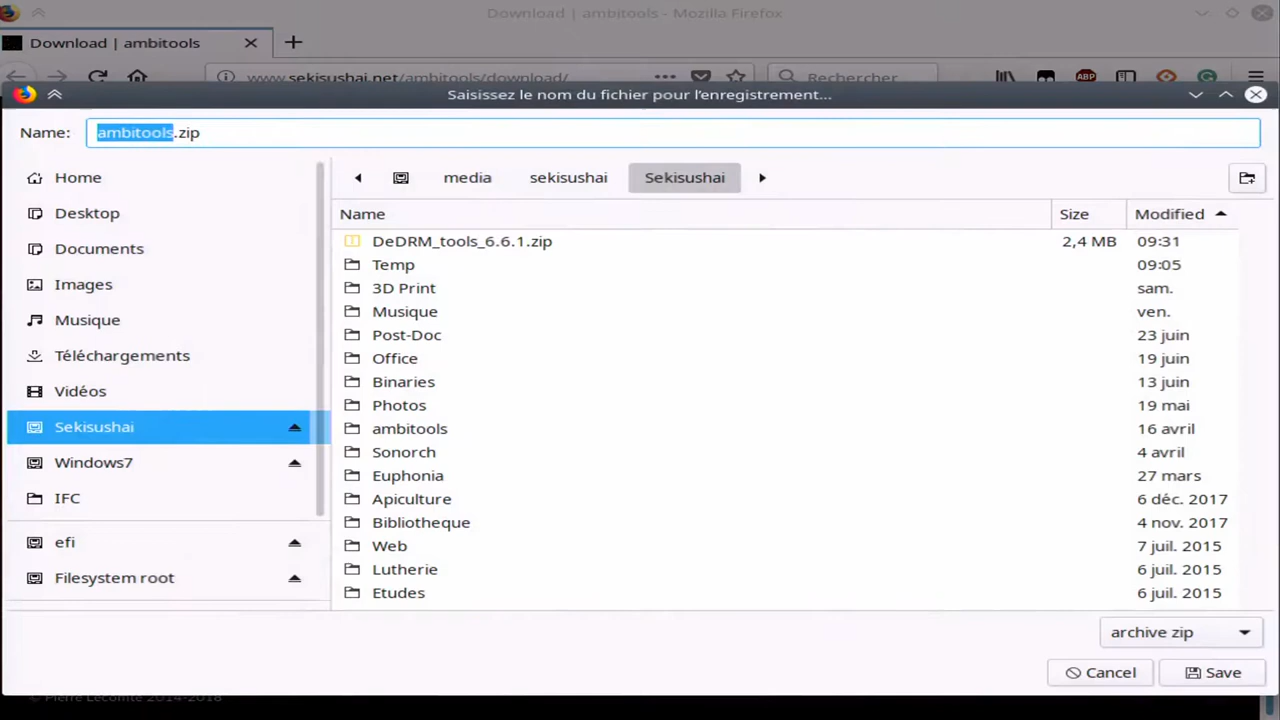 Download | ambitools - Mozilla Firefox
Download | ambitools
www.sekisushai.net/ambitools/download/
Rechercher
ABP
Saisissez le nom du fichier pour l'enregistrement...
Name: ambitools.zip
Home
Desktop
Documents
Images
Musique
Téléchargements
Vidéos
Sekisushai
Windows7
IFC
efi
Filesystem root
media sekisushai Sekisushai
Name Size Modified
DeDRM_tools_6.6.1.zip 2,4 MB 09:31
Temp 09:05
3D Print sam.
Musique ven.
Post-Doc 23 juin
Office 19 juin
Binaries 13 juin
Photos 19 mai
ambitools 16 avril
Sonorch 4 avril
Euphonia 27 mars
Apiculture 6 déc. 2017
Bibliotheque 4 nov. 2017
Web 7 juil. 2015
Lutherie 6 juil. 2015
Etudes 6 juil. 2015
archive zip
Cancel Save
© Pierre Lecomte 2014-2018